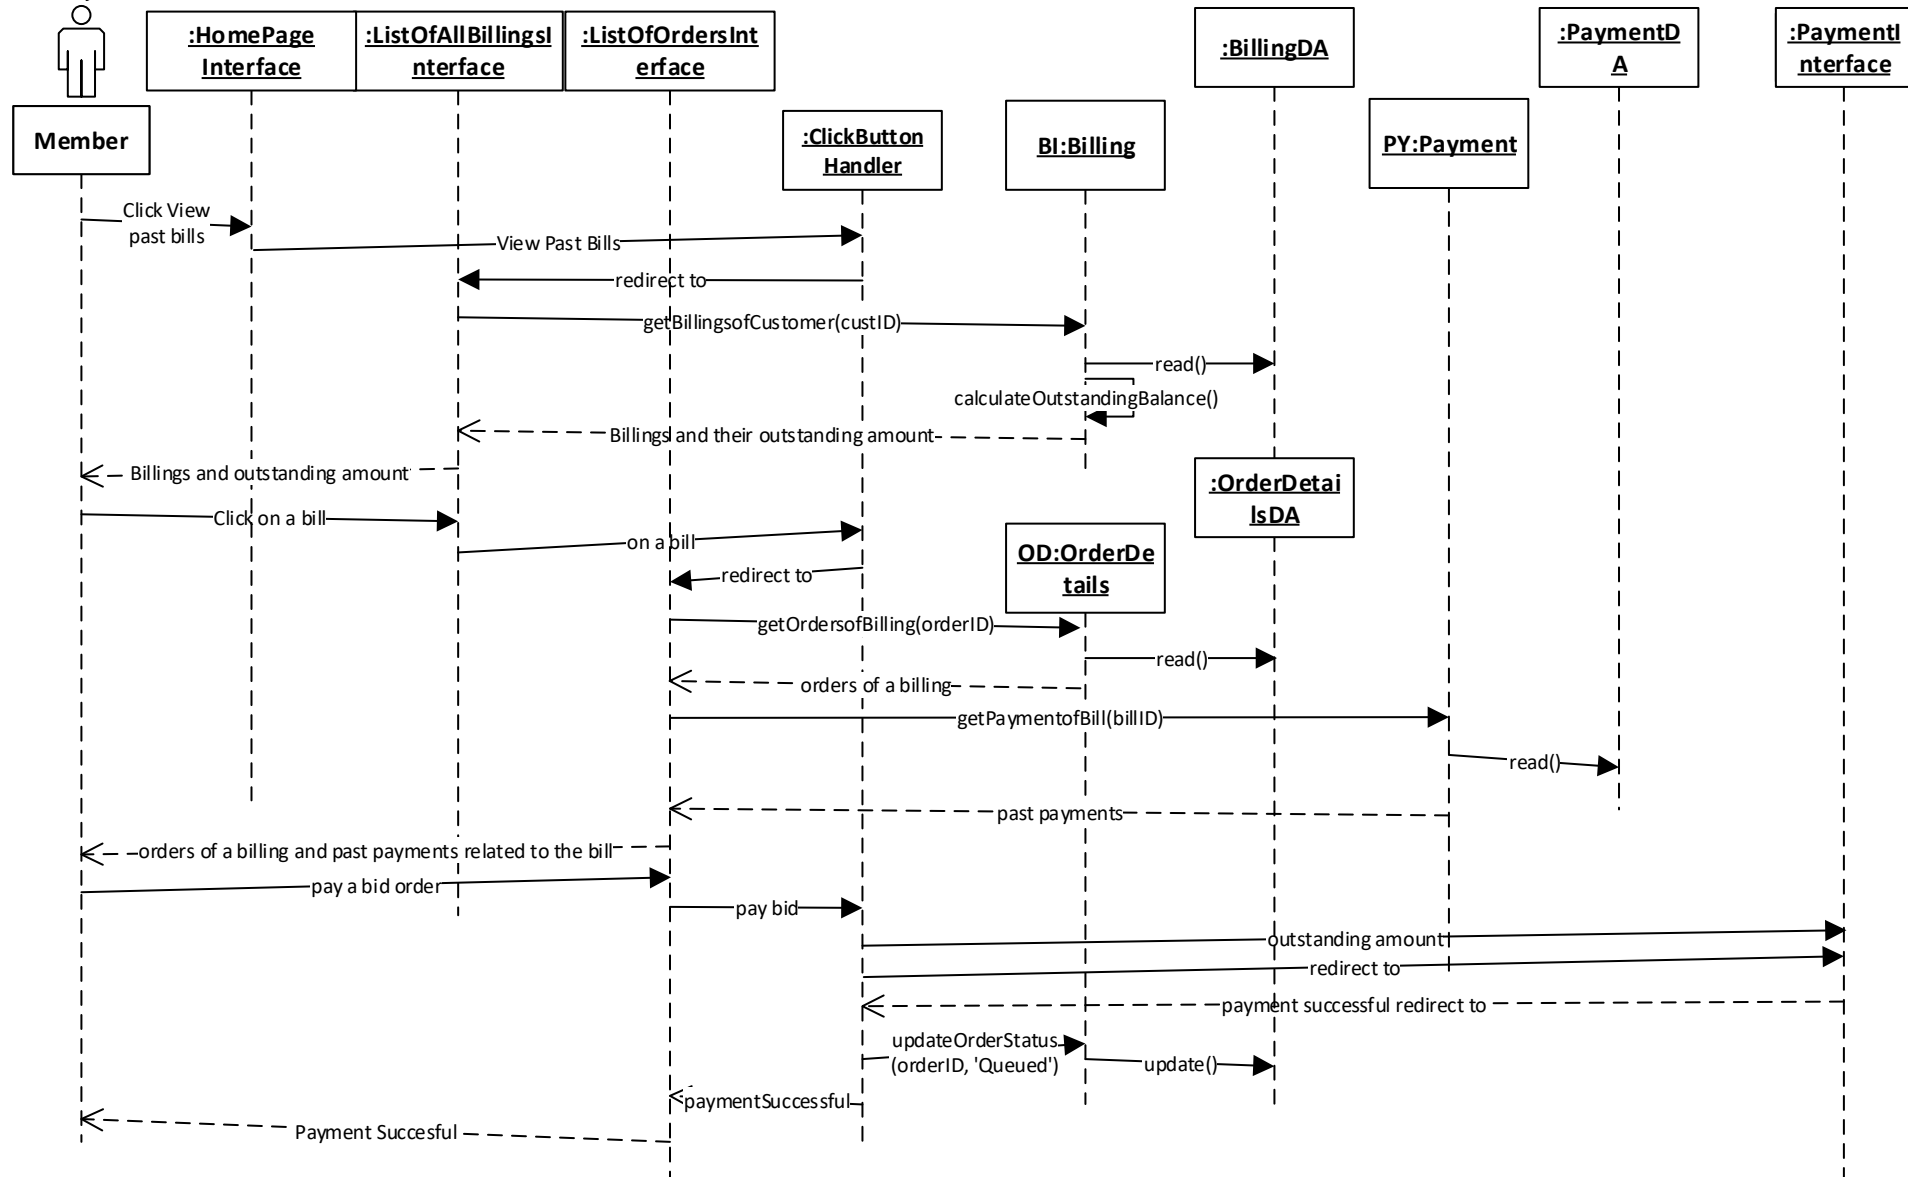 :HomePage
Interface
:ListOfAllBillingsI
nterface
:ListOfOrdersInt
erface
:BillingDA
:PaymentD
A
:PaymentI
nterface
Member
:ClickButton
Handler
BI:Billing
PY:Payment
Click View
past bills
View Past Bills
redirect to
getBillingsofCustomer(custID)
read()
calculateOutstandingBalance()
Billings and their outstanding amount
Billings and outstanding amount
:OrderDetai
lsDA
Click on a bill
on a bill
OD:OrderDe
tails
redirect to
getOrdersofBilling(orderID)
read()
orders of a billing
getPaymentofBill(billID)
read()
past payments
orders of a billing and past payments related to the bill
pay a bid order
pay bid
outstanding amount
redirect to
payment successful redirect to
updateOrderStatus
(orderID, 'Queued')
update()
paymentSuccessful
Payment Succesful